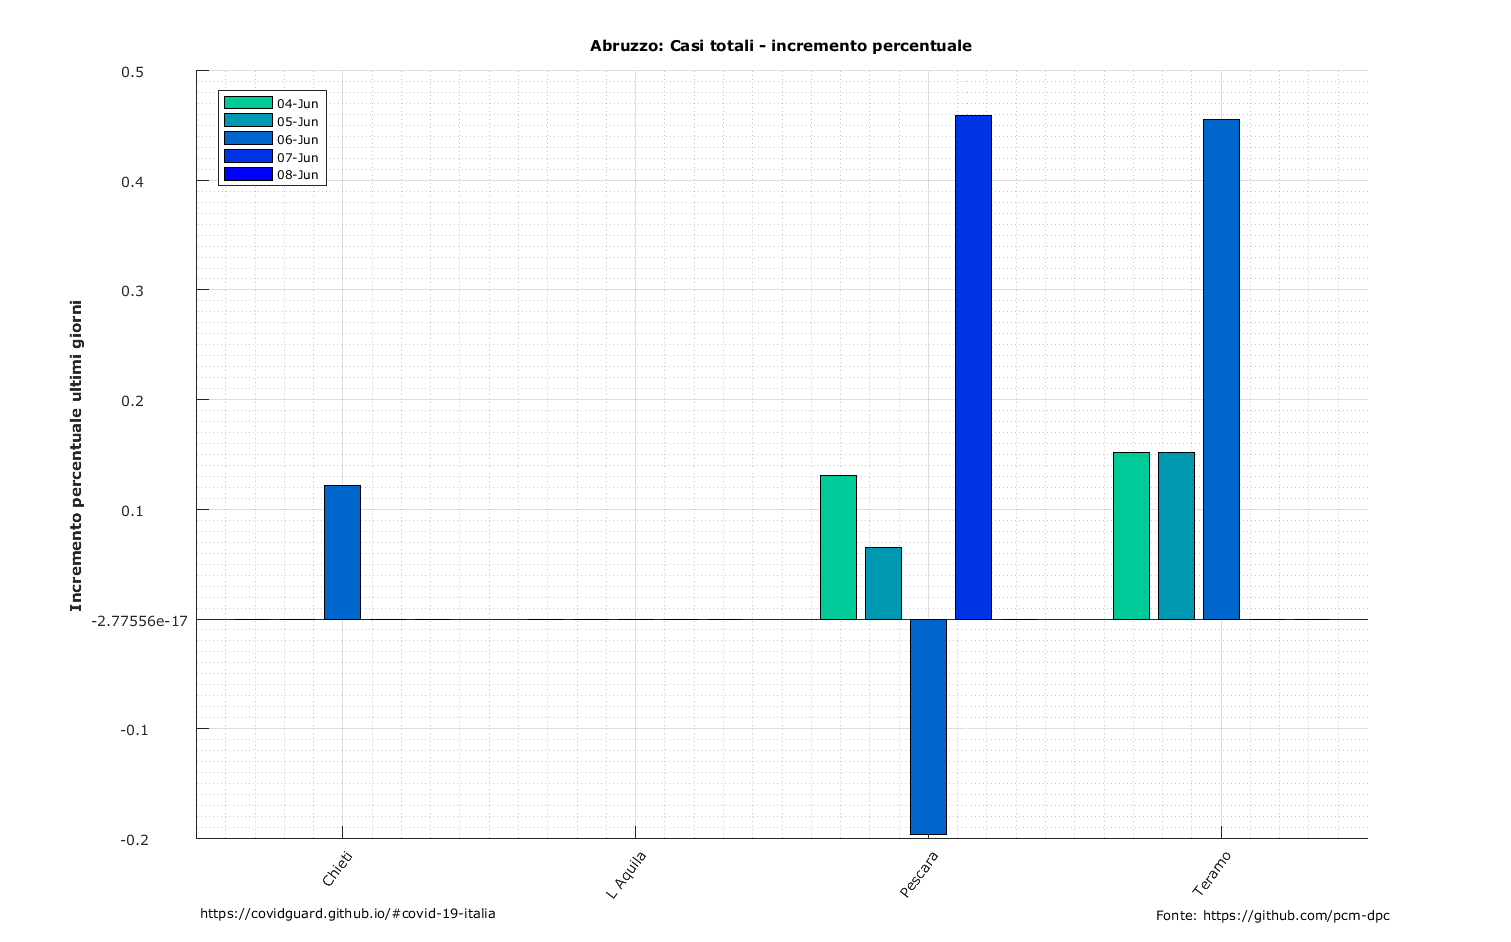 Abruzzo: Casi totali - incremento percentuale
0.5
04-Jun
05-Jun
06-Jun
07-Jun
08-Jun
0.4
0.3
0.2
0.1
-2.77556e-17
-0.1
-0.2
Incremento percentuale ultimi giorni
Chieti
L Aquila
Pescara
Teramo
https://covidguard.github.io/#covid-19-italia
Fonte: https://github.com/pcm-dpc